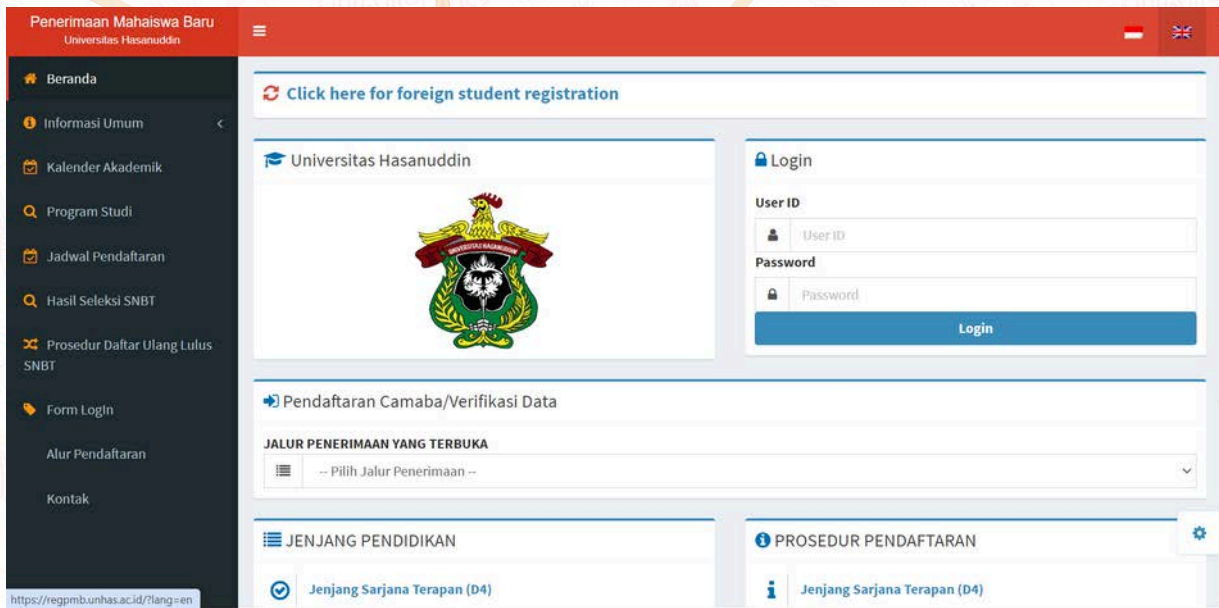 Penerimaan Mahaiswa Baru
Universitas Hasanuddin
Beranda
Informasi Umum
Kalender Akademik
Program Studi
Jadwal Pendaftaran
Hasil Seleksi SNBT
Prosedur Daftar Ulang Lulus
SNBT
Form LogIn
Alur Pendaftaran
Kontak
Click here for foreign student registration
Universitas Hasanuddin
UNIVERSITAS HASANUDDIN
Login
User ID
User ID
Password
Password
Login
Pendaftaran Camaba/Verifikasi Data
JALUR PENERIMAAN YANG TERBUKA
-- Pilih Jalur Penerimaan --
JENJANG PENDIDIKAN
Jenjang Sarjana Terapan (D4)
PROSEDUR PENDAFTARAN
Jenjang Sarjana Terapan (D4)
https://regpmb.unhas.ac.id/?lang=en